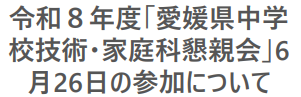 令和８年度「愛媛県中学
校技術・家庭科懇親会」6
月26日の参加について